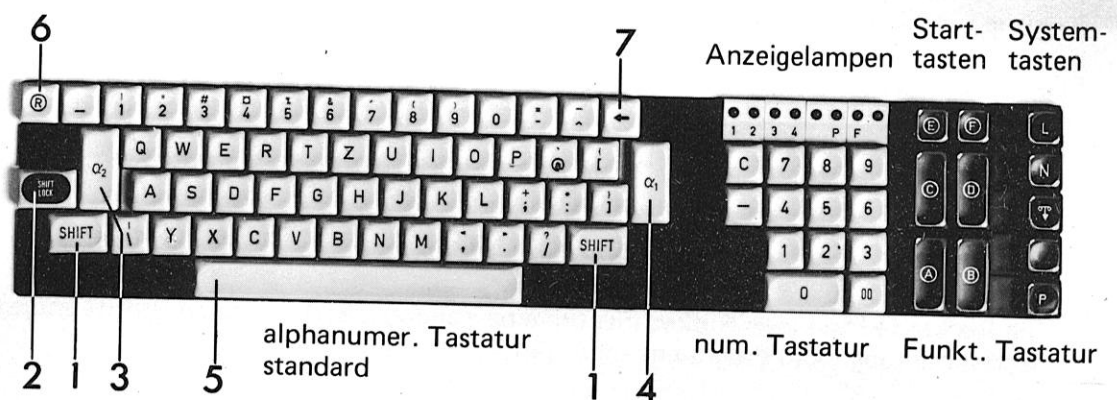 6
7
Anzeigelampen
Start-
tasten
System-
tasten
® _ ! 1 2 # 3 4 5 & 6 ' 7 ( 8 ) 9 0 = - ←
1 2 3 4 P F
E F L
α2 Q W E R T Z U I O P @ { [ α1
C 7 8 9
C D N
SHIFT LOCK
A S D F G H J K L + ; * : } ]
— 4 5 6
SHIFT \ Y X C V B N M ? / SHIFT
1 2 3
A B
0 00
P
alphanumer. Tastatur
standard
num. Tastatur
Funkt. Tastatur
2 1 3 5 1 4